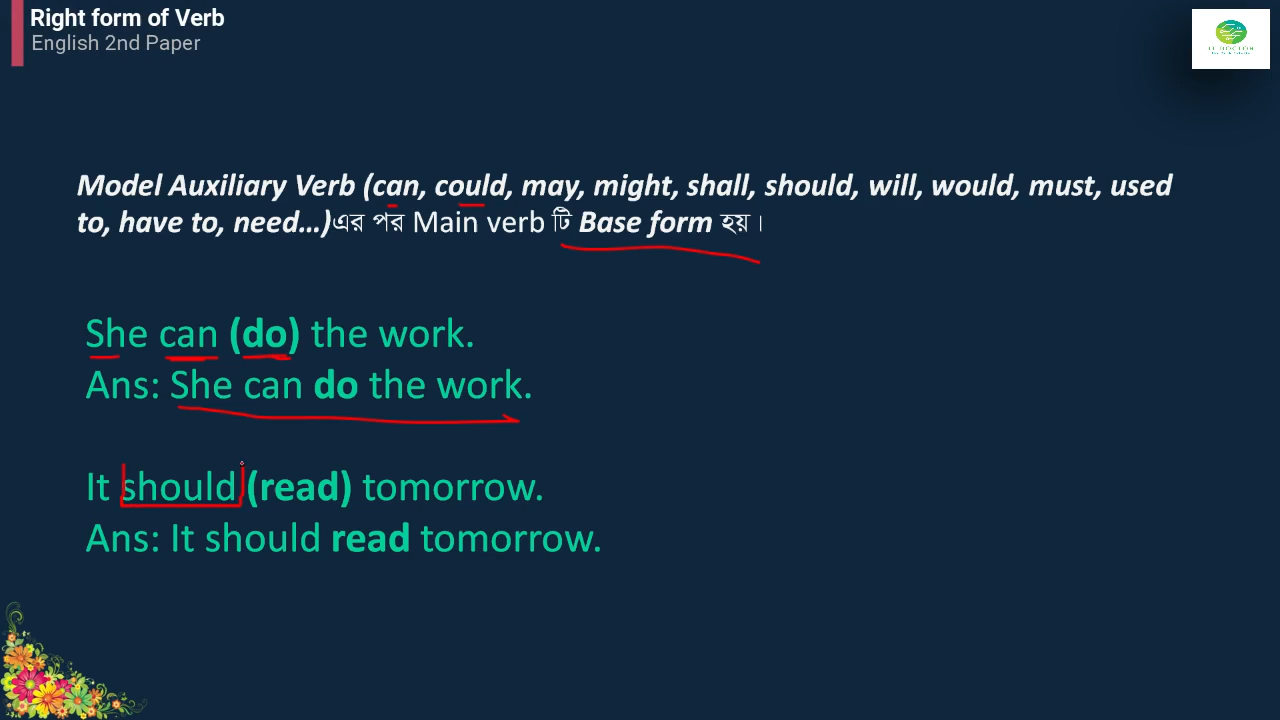 Right form of Verb
English 2nd Paper
Model Auxiliary Verb (can, could, may, might, shall, should, will, would, must, used
to, have to, need...)এর পর Main verb টি Base form হয়।
She can (do) the work.
Ans: She can do the work.
It should (read) tomorrow.
Ans: It should read tomorrow.